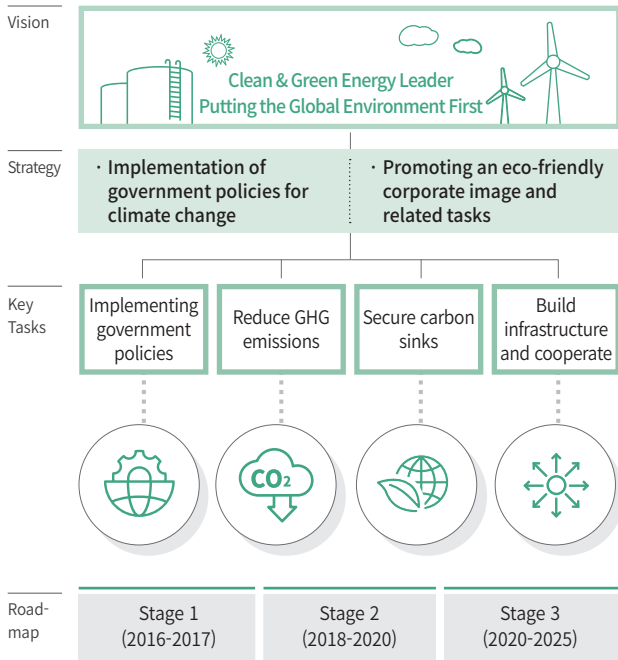 Vision
Clean & Green Energy Leader
Putting the Global Environment First
Strategy
· Implementation of
government policies for
climate change
· Promoting an eco-friendly
corporate image and
related tasks
Key
Tasks
Implementing
government
policies
Reduce GHG
emissions
Secure carbon
sinks
Build
infrastructure
and cooperate
CO₂
Road-
map
Stage 1
(2016-2017)
Stage 2
(2018-2020)
Stage 3
(2020-2025)